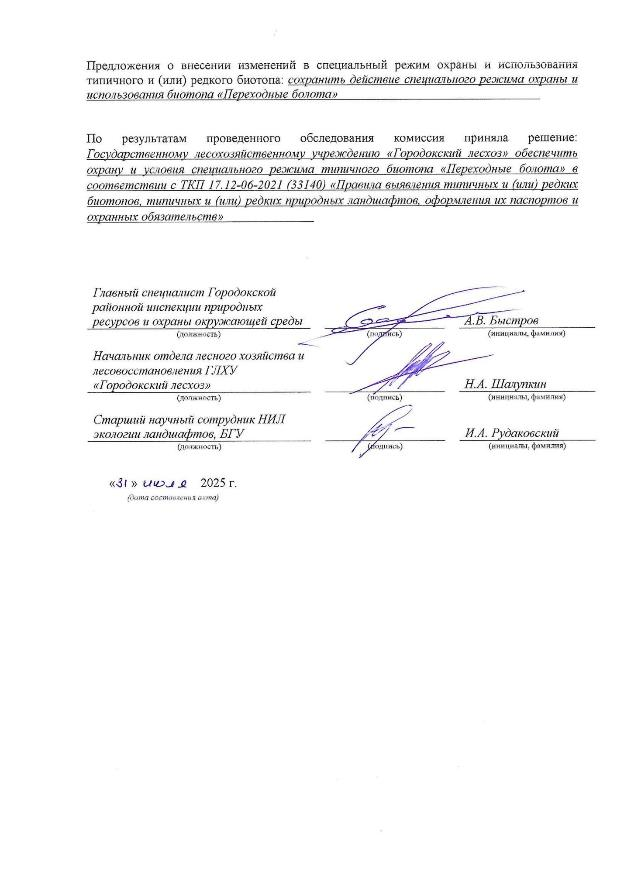 Предложения о внесении изменений в специальный режим охраны и использования
типичного и (или) редкого биотопа: сохранить действие специального режима охраны и
использования биотопа «Переходные болота»
По результатам проведенного обследования комиссия приняла решение:
Государственному лесохозяйственному учреждению «Городокский лесхоз» обеспечить
охрану и условия специального режима типичного биотопа «Переходные болота» в
соответствии с ТКП 17.12-06-2021 (33140) «Правила выявления типичных и (или) редких
биотопов, типичных и (или) редких природных ландшафтов, оформления их паспортов и
охранных обязательств»
Главный специалист Городокской
районной инспекции природных
ресурсов и охраны окружающей среды А.В. Быстров
(должность) (подпись) (инициалы, фамилия)
Начальник отдела лесного хозяйства и
лесовосстановления ГЛХУ
«Городокский лесхоз» Н.А. Шалупкин
(должность) (подпись) (инициалы, фамилия)
Старший научный сотрудник НИЛ
экологии ландшафтов, БГУ И.А. Рудаковский
(должность) (подпись) (инициалы, фамилия)
«31» июля 2025 г.
(дата составления акта)